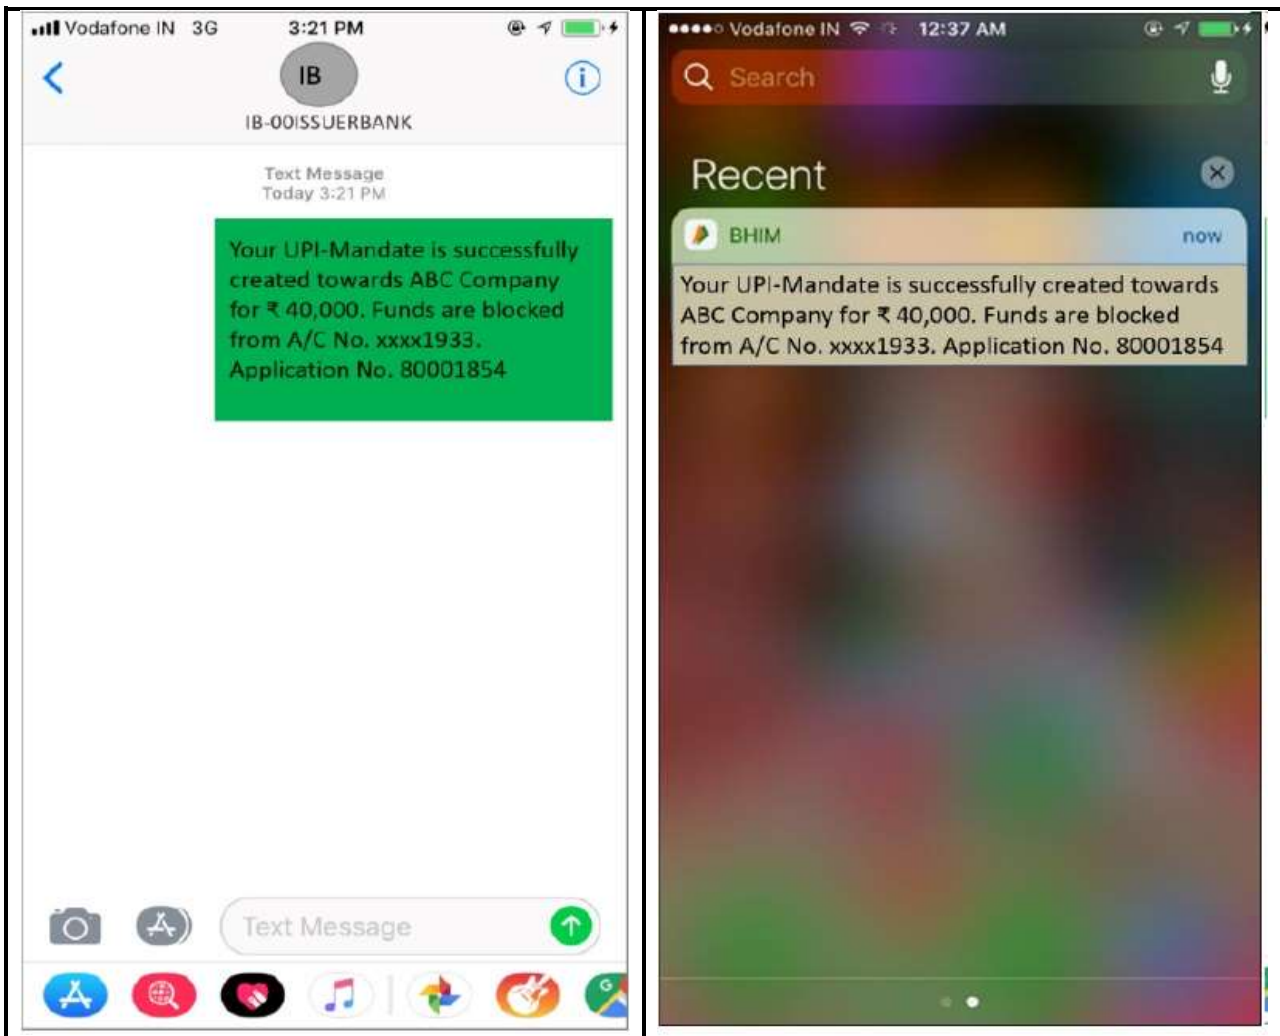 Vodafone IN 3G 3:21 PM
IB
IB-00ISSUERBANK
Text Message
Today 3:21 PM
Your UPI-Mandate is successfully
created towards ABC Company
for ₹ 40,000. Funds are blocked
from A/C No. xxxx1933.
Application No. 80001854
Text Message
Vodafone IN 12:37 AM
Search
Recent
BHIM now
Your UPI-Mandate is successfully created towards
ABC Company for ₹ 40,000. Funds are blocked
from A/C No. xxxx1933. Application No. 80001854